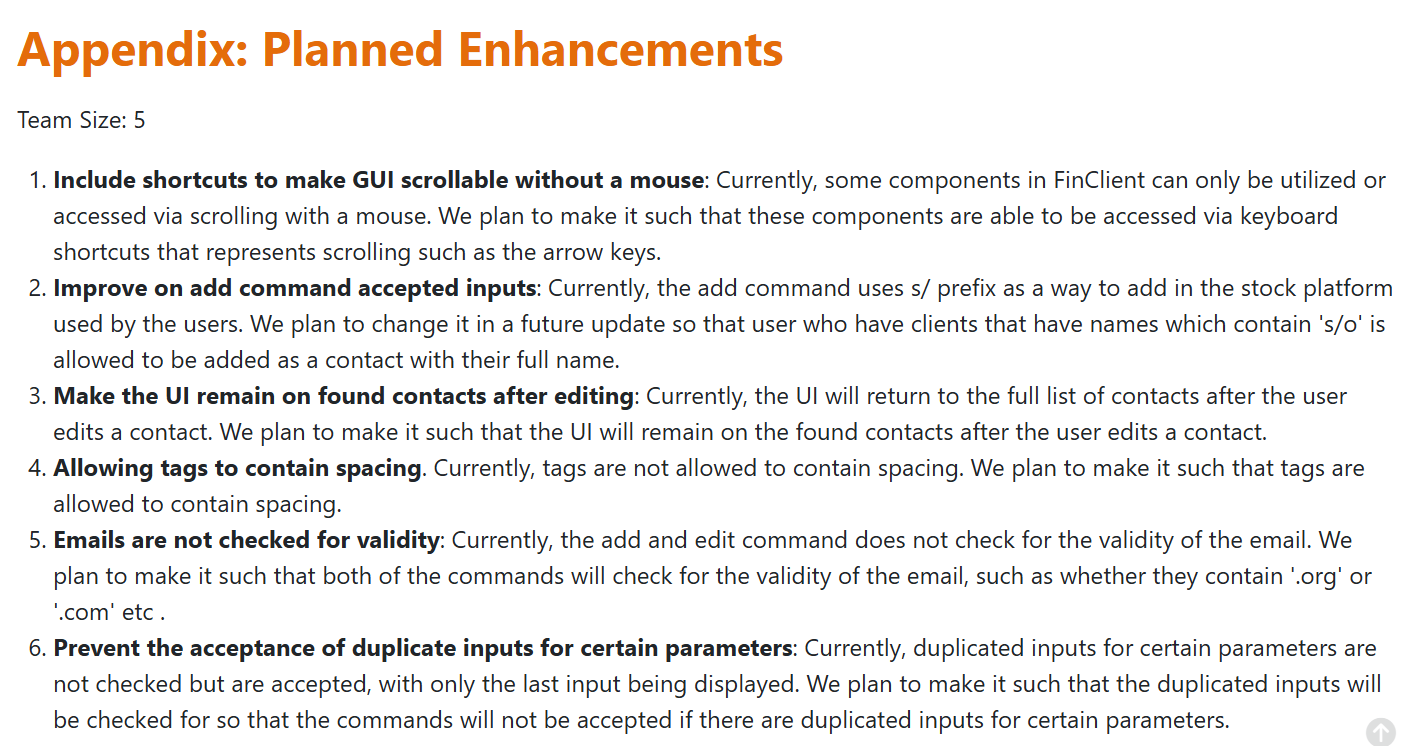 Appendix: Planned Enhancements
Team Size: 5
1. Include shortcuts to make GUI scrollable without a mouse: Currently, some components in FinClient can only be utilized or
accessed via scrolling with a mouse. We plan to make it such that these components are able to be accessed via keyboard
shortcuts that represents scrolling such as the arrow keys.
2. Improve on add command accepted inputs: Currently, the add command uses s/ prefix as a way to add in the stock platform
used by the users. We plan to change it in a future update so that user who have clients that have names which contain 's/o' is
allowed to be added as a contact with their full name.
3. Make the UI remain on found contacts after editing: Currently, the UI will return to the full list of contacts after the user
edits a contact. We plan to make it such that the UI will remain on the found contacts after the user edits a contact.
4. Allowing tags to contain spacing. Currently, tags are not allowed to contain spacing. We plan to make it such that tags are
allowed to contain spacing.
5. Emails are not checked for validity: Currently, the add and edit command does not check for the validity of the email. We
plan to make it such that both of the commands will check for the validity of the email, such as whether they contain '.org' or
'.com' etc .
6. Prevent the acceptance of duplicate inputs for certain parameters: Currently, duplicated inputs for certain parameters are
not checked but are accepted, with only the last input being displayed. We plan to make it such that the duplicated inputs will
be checked for so that the commands will not be accepted if there are duplicated inputs for certain parameters.